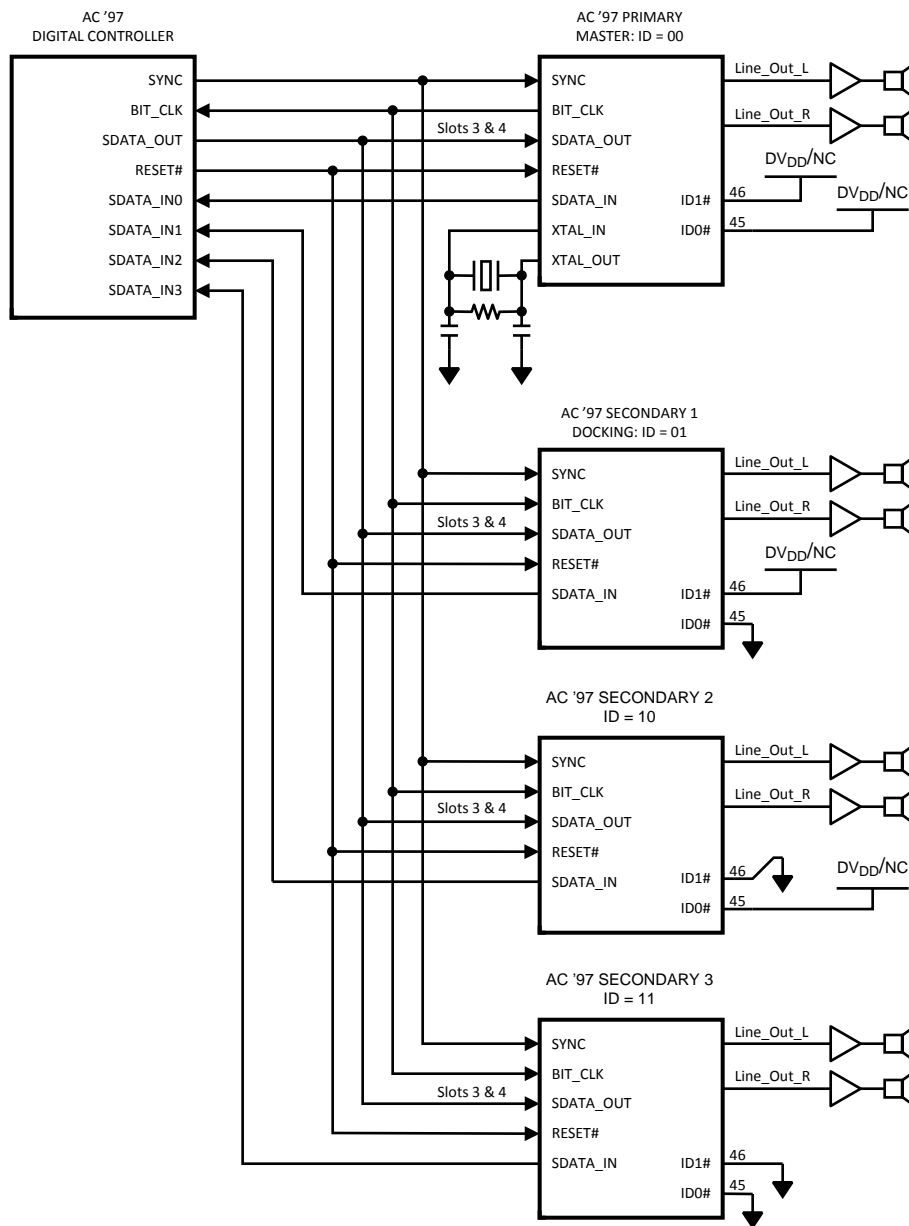 AC '97
DIGITAL CONTROLLER
SYNC
BIT_CLK
SDATA_OUT
RESET#
SDATA_IN0
SDATA_IN1
SDATA_IN2
SDATA_IN3
AC '97 PRIMARY
MASTER: ID = 00
SYNC
BIT_CLK
Slots 3 & 4
SDATA_OUT
RESET#
SDATA_IN
XTAL_IN
XTAL_OUT
ID1#
ID0#
46
45
Line_Out_L
Line_Out_R
DVDD/NC
DVDD/NC
AC '97 SECONDARY 1
DOCKING: ID = 01
SYNC
BIT_CLK
Slots 3 & 4
SDATA_OUT
RESET#
SDATA_IN
ID1#
ID0#
46
45
Line_Out_L
Line_Out_R
DVDD/NC
AC '97 SECONDARY 2
ID = 10
SYNC
BIT_CLK
Slots 3 & 4
SDATA_OUT
RESET#
SDATA_IN
ID1#
ID0#
46
45
Line_Out_L
Line_Out_R
DVDD/NC
AC '97 SECONDARY 3
ID = 11
SYNC
BIT_CLK
Slots 3 & 4
SDATA_OUT
RESET#
SDATA_IN
ID1#
ID0#
46
45
Line_Out_L
Line_Out_R